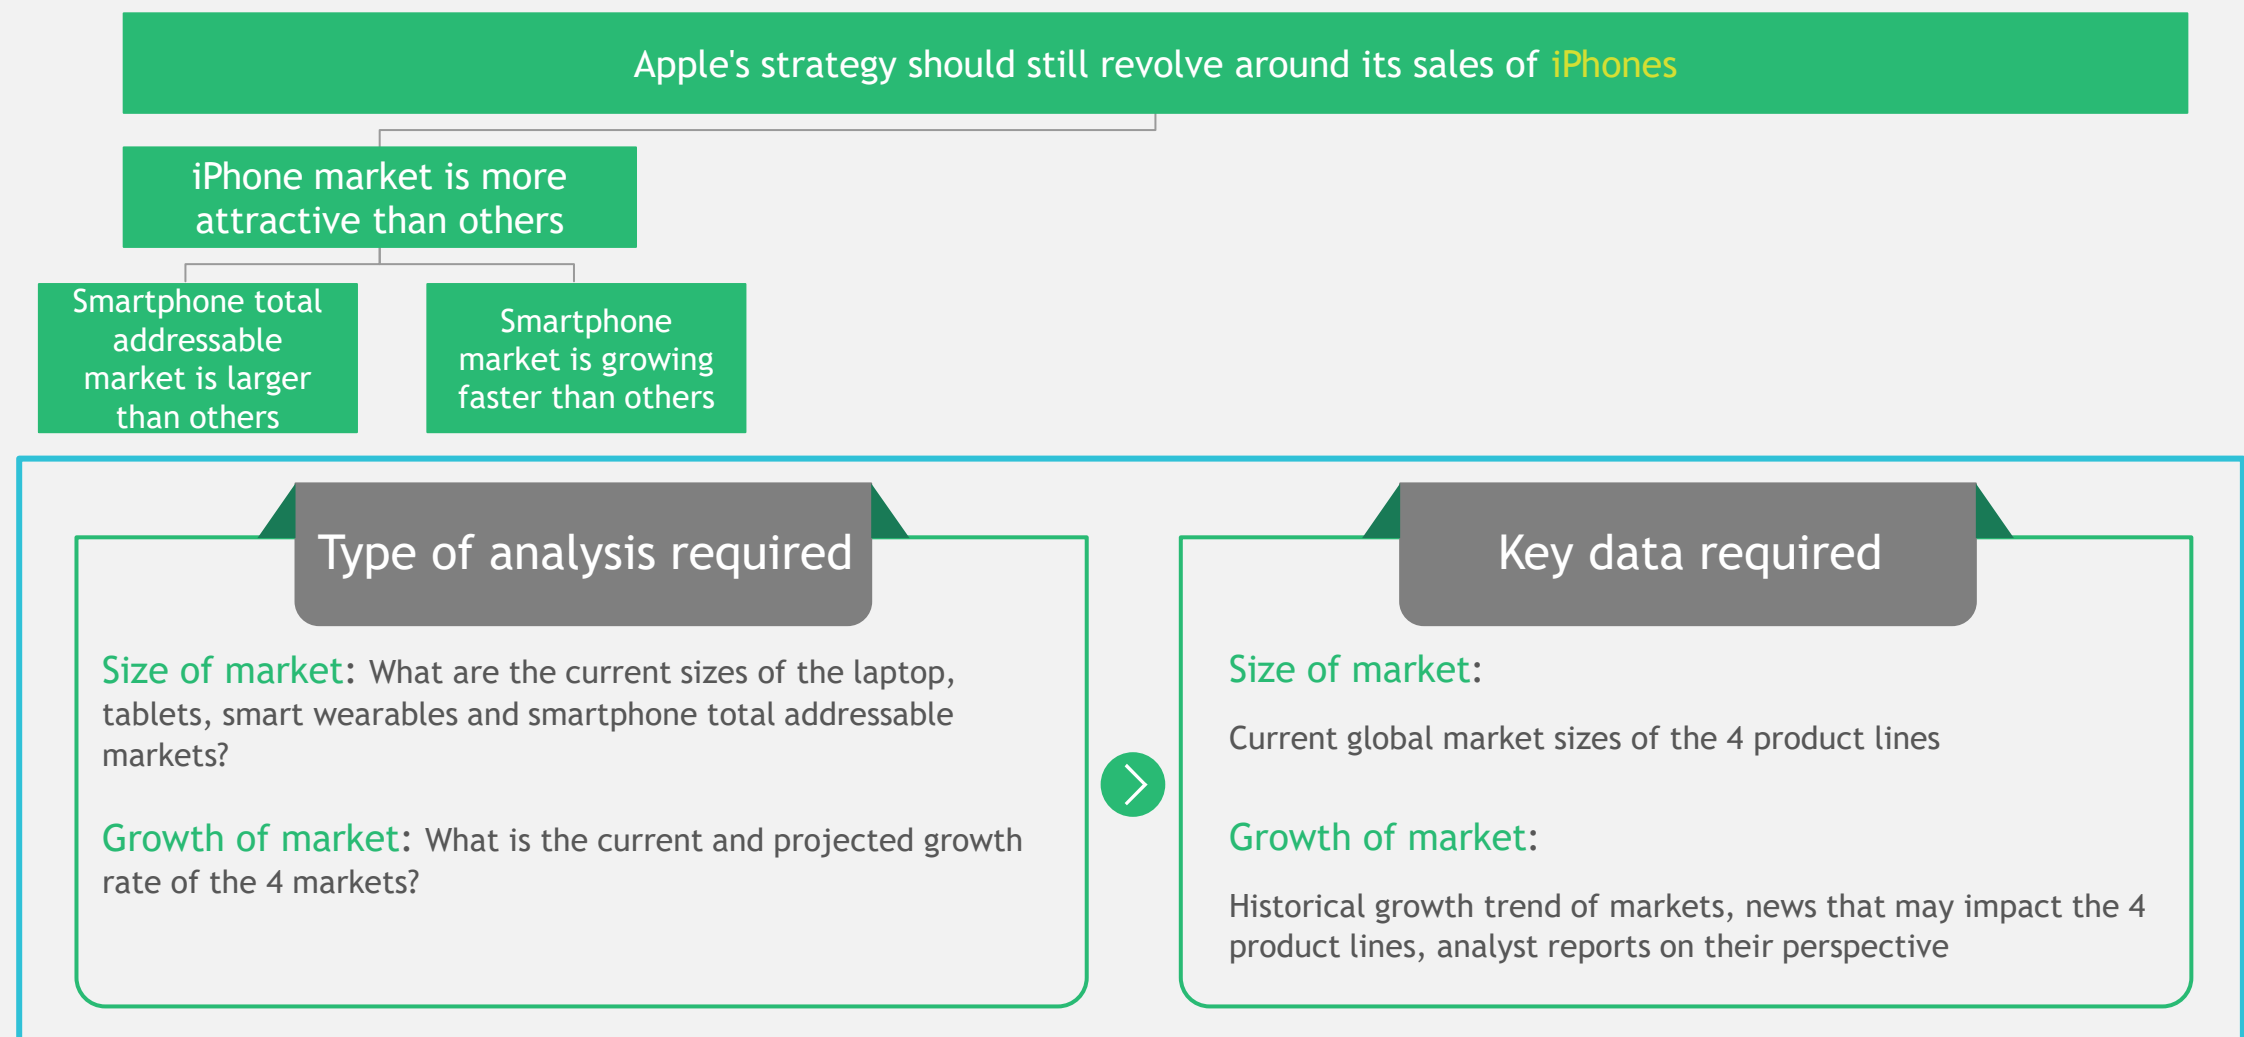 Apple's strategy should still revolve around its sales of iPhones
iPhone market is more
attractive than others
Smartphone total
addressable
market is larger
than others
Smartphone
market is growing
faster than others
Type of analysis required
Size of market: What are the current sizes of the laptop,
tablets, smart wearables and smartphone total addressable
markets?
Growth of market: What is the current and projected growth
rate of the 4 markets?
Key data required
Size of market:
Current global market sizes of the 4 product lines
Growth of market:
Historical growth trend of markets, news that may impact the 4
product lines, analyst reports on their perspective